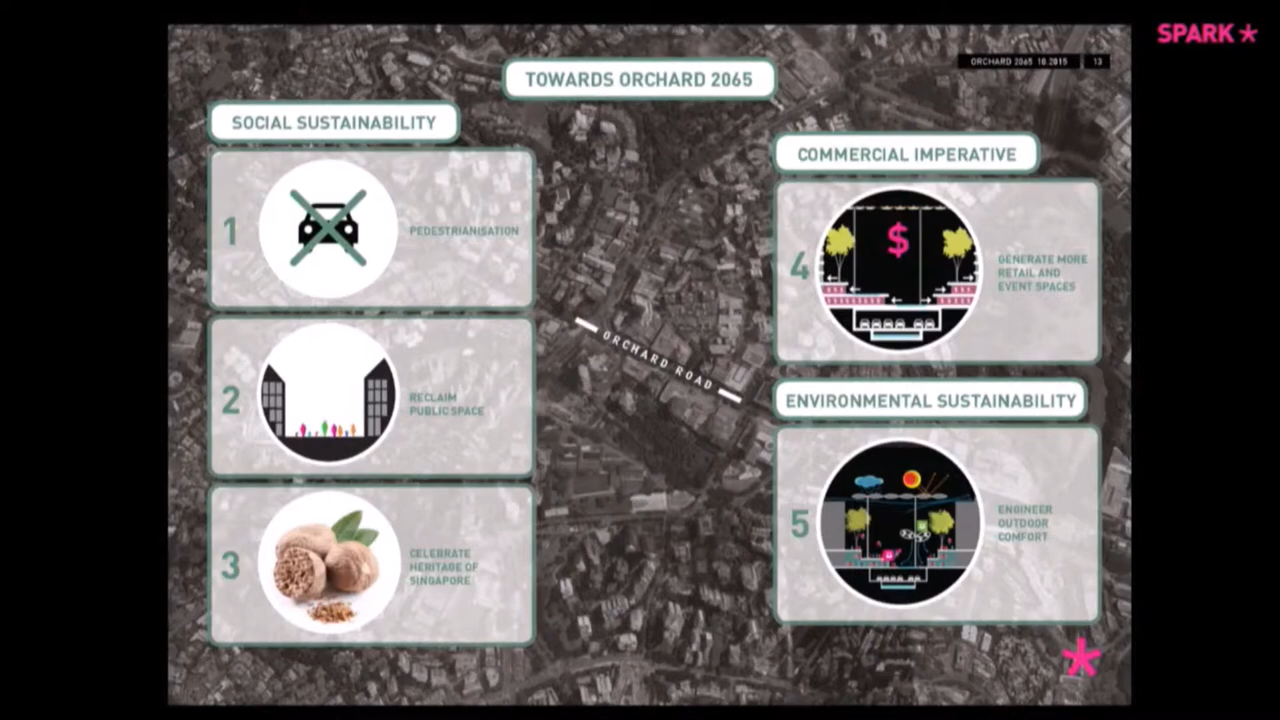 SPARK*
ORCHARD 2065 10.2015
13
TOWARDS ORCHARD 2065
SOCIAL SUSTAINABILITY
1
PEDESTRIANISATION
2
RECLAIM
PUBLIC SPACE
3
CELEBRATE
HERITAGE OF
SINGAPORE
ORCHARD ROAD
COMMERCIAL IMPERATIVE
4
$
GENERATE MORE
RETAIL AND
EVENT SPACES
ENVIRONMENTAL SUSTAINABILITY
5
ENGINEER
OUTDOOR
COMFORT
*